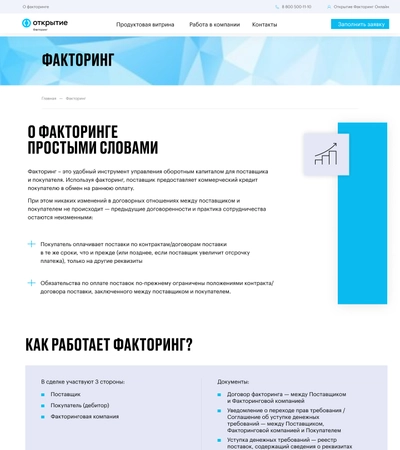 О факторинге
8 800 500-11-91
Открытие Факторинг Онлайн
открытие
Факторинг
Продуктовая витрина
Работа в компании
Контакты
Заполнить заявку
ФАКТОРИНГ
Главная — Факторинг
О ФАКТОРИНГЕ
ПРОСТЫМИ СЛОВАМИ
Факторинг – это удобный инструмент управления оборотным капиталом для поставщика
и покупателя. Используя факторинг, поставщик предоставляет коммерческий кредит
покупателю в обмен на раннюю оплату.
При этом никаких изменений в договорных отношениях между поставщиком и
покупателем не происходит — предыдущие договоренности и практика сотрудничества
остаются неизменными:
Покупатель оплачивает поставки по контрактам/договорам поставки
в те же сроки, что и прежде (или позднее, если поставщик увеличит отсрочку
платежа), только на другие реквизиты
Обязательства по оплате поставок по-прежнему ограничены положениями контракта/
договора поставки, заключенного между поставщиком и покупателем.
КАК РАБОТАЕТ ФАКТОРИНГ?
В сделке участвуют 3 стороны:
Поставщик
Покупатель (дебитор)
Факторинговая компания
Документы:
Договор факторинга — между Поставщиком
и Факторинговой компанией
Уведомление о переходе прав требования /
Соглашение об уступке денежных
требований — между Поставщиком,
Факторинговой компанией и Покупателем
Уступка денежных требований — реестр
поставок, содержащий сведения о реквизитах